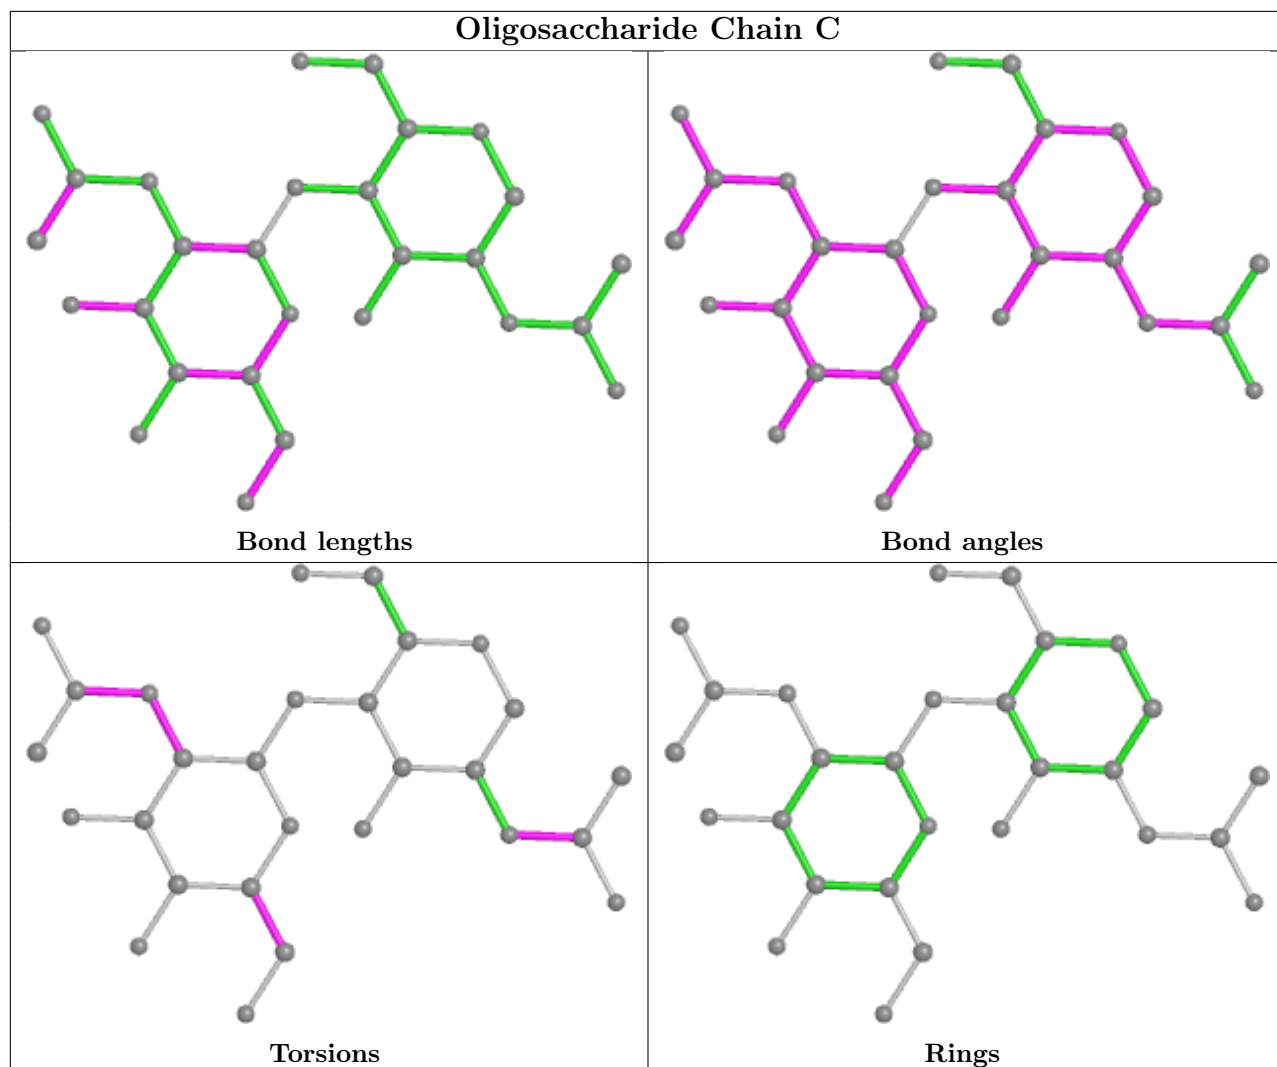 Oligosaccharide Chain C
Bond lengths
Bond angles
Torsions
Rings